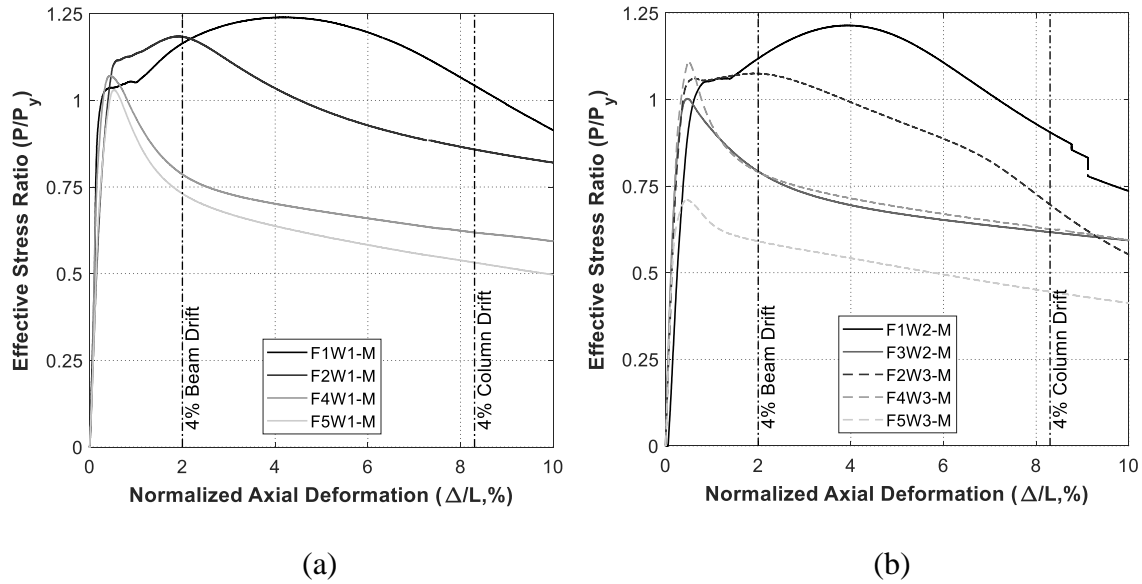 Effective Stress Ratio (P/Py)
1.25
1
0.75
0.5
0.25
0
0 2 4 6 8 10
Normalized Axial Deformation (Δ/L,%)
4% Beam Drift
4% Column Drift
F1W1-M
F2W1-M
F4W1-M
F5W1-M
(a)
Effective Stress Ratio (P/Py)
1.25
1
0.75
0.5
0.25
0
0 2 4 6 8 10
Normalized Axial Deformation (Δ/L,%)
4% Beam Drift
4% Column Drift
F1W2-M
F3W2-M
F2W3-M
F4W3-M
F5W3-M
(b)